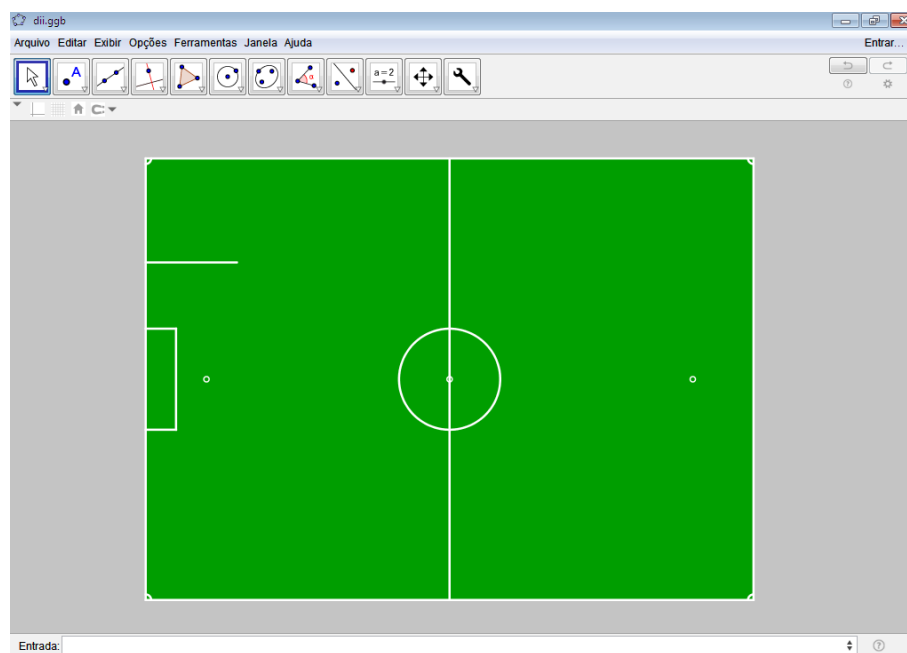 dii.ggb
Arquivo Editar Exibir Opções Ferramentas Janela Ajuda
Entrar...
A
α
a=2
Entrada: